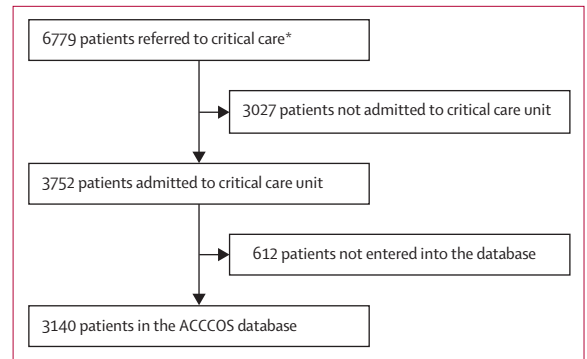 6779 patients referred to critical care*
3027 patients not admitted to critical care unit
3752 patients admitted to critical care unit
612 patients not entered into the database
3140 patients in the ACCCOS database